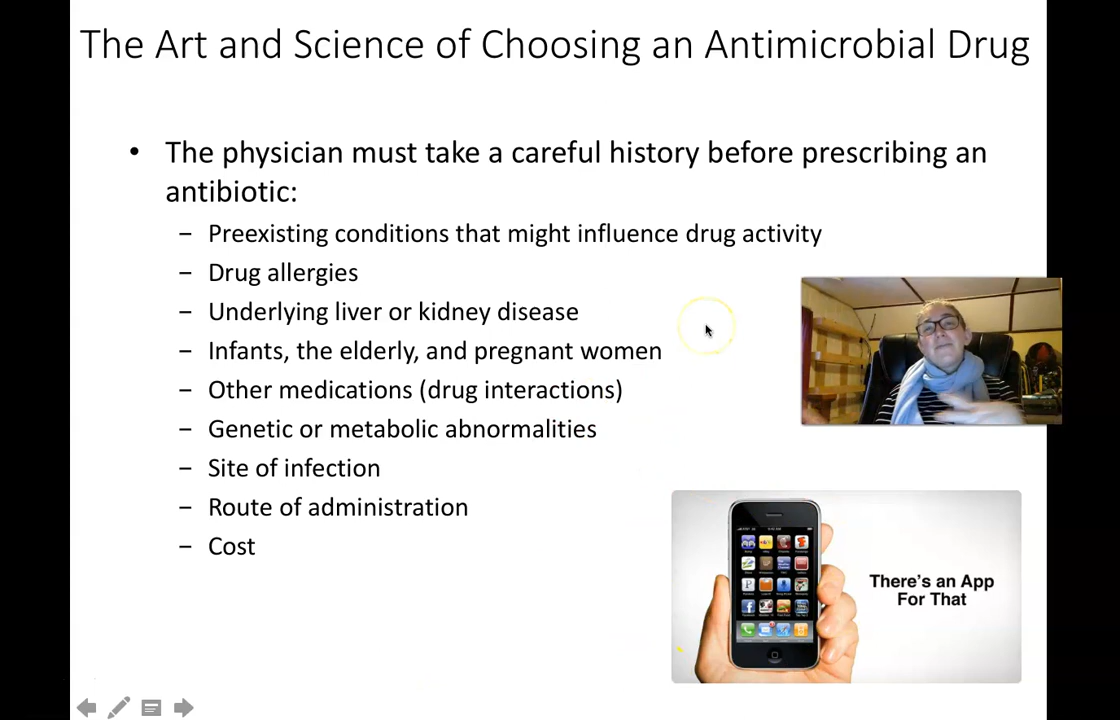 The Art and Science of Choosing an Antimicrobial Drug
• The physician must take a careful history before prescribing an
antibiotic:
– Preexisting conditions that might influence drug activity
– Drug allergies
– Underlying liver or kidney disease
– Infants, the elderly, and pregnant women
– Other medications (drug interactions)
– Genetic or metabolic abnormalities
– Site of infection
– Route of administration
– Cost
There's an App
For That